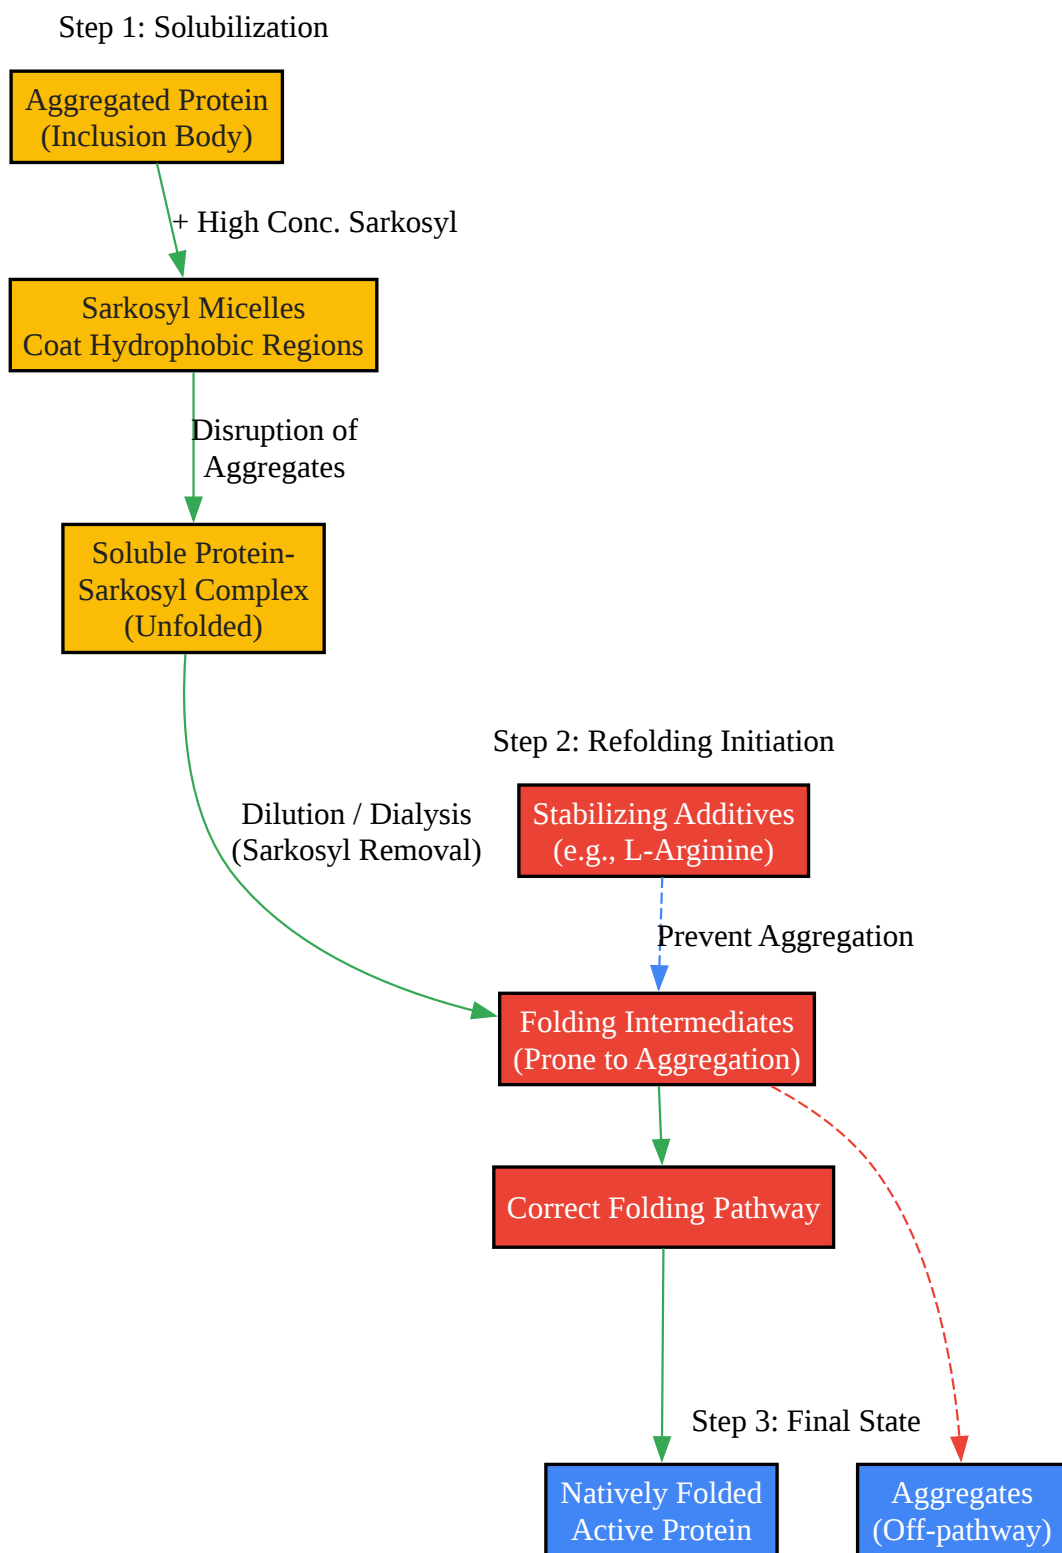 Step 1: Solubilization
Aggregated Protein
(Inclusion Body)
+ High Conc. Sarkosyl
Sarkosyl Micelles
Coat Hydrophobic Regions
Disruption of
Aggregates
Soluble Protein-
Sarkosyl Complex
(Unfolded)
Step 2: Refolding Initiation
Stabilizing Additives
(e.g., L-Arginine)
Dilution / Dialysis
(Sarkosyl Removal)
Prevent Aggregation
Folding Intermediates
(Prone to Aggregation)
Correct Folding Pathway
Step 3: Final State
Natively Folded
Active Protein
Aggregates
(Off-pathway)